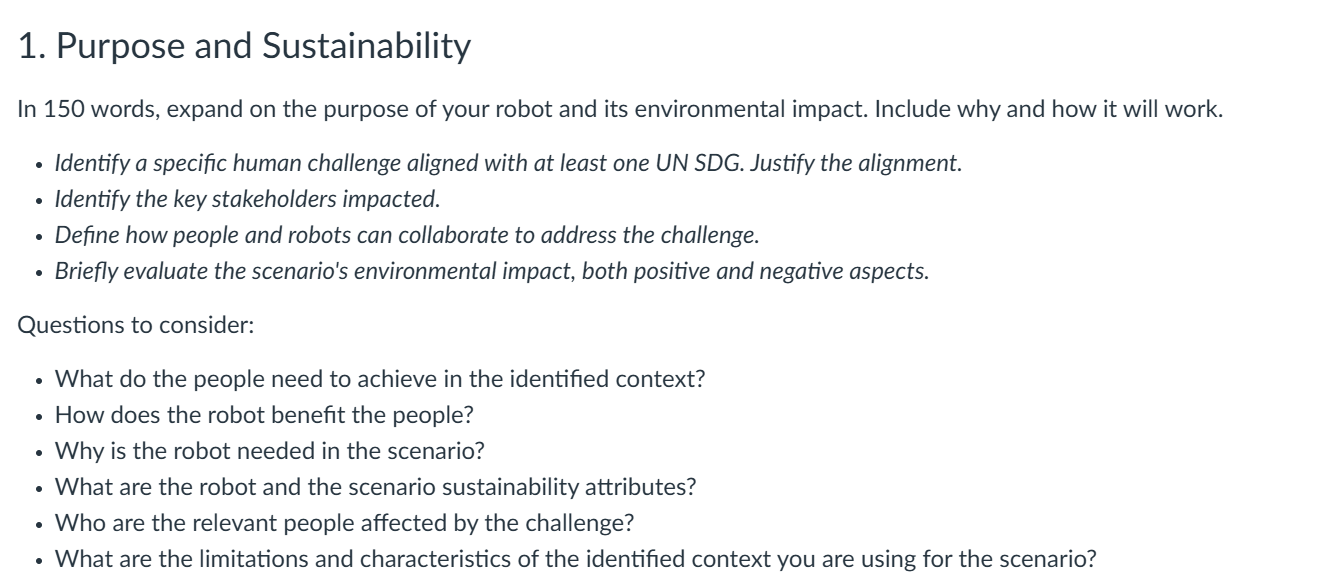 1. Purpose and Sustainability
In 150 words, expand on the purpose of your robot and its environmental impact. Include why and how it will work.
• Identify a specific human challenge aligned with at least one UN SDG. Justify the alignment.
• Identify the key stakeholders impacted.
• Define how people and robots can collaborate to address the challenge.
• Briefly evaluate the scenario's environmental impact, both positive and negative aspects.
Questions to consider:
• What do the people need to achieve in the identified context?
• How does the robot benefit the people?
• Why is the robot needed in the scenario?
• What are the robot and the scenario sustainability attributes?
• Who are the relevant people affected by the challenge?
• What are the limitations and characteristics of the identified context you are using for the scenario?